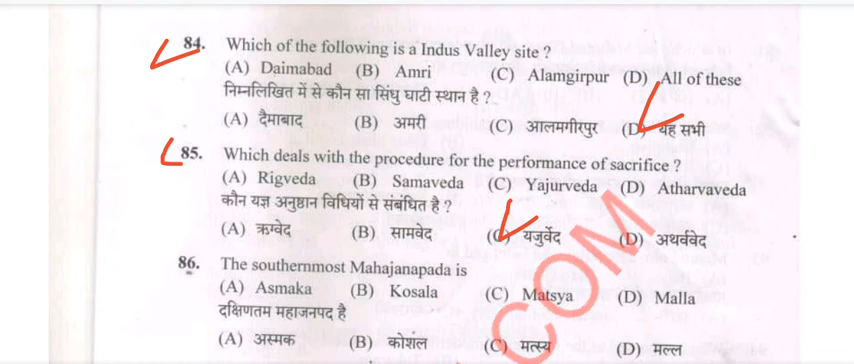 84. Which of the following is a Indus Valley site ?
(A) Daimabad (B) Amri (C) Alamgirpur (D) All of these
निम्नलिखित में से कौन सा सिंधु घाटी स्थान है ?
(A) दैमाबाद (B) अमरी (C) आलमगीरपुर (D) यह सभी
85. Which deals with the procedure for the performance of sacrifice ?
(A) Rigveda (B) Samaveda (C) Yajurveda (D) Atharvaveda
कौन यज्ञ अनुष्ठान विधियों से संबंधित है ?
(A) ऋग्वेद (B) सामवेद (C) यजुर्वेद (D) अथर्ववेद
86. The southernmost Mahajanapada is
(A) Asmaka (B) Kosala (C) Matsya (D) Malla
दक्षिणतम महाजनपद है
(A) अस्मक (B) कोशल (C) मत्स्य (D) मल्ल
COM